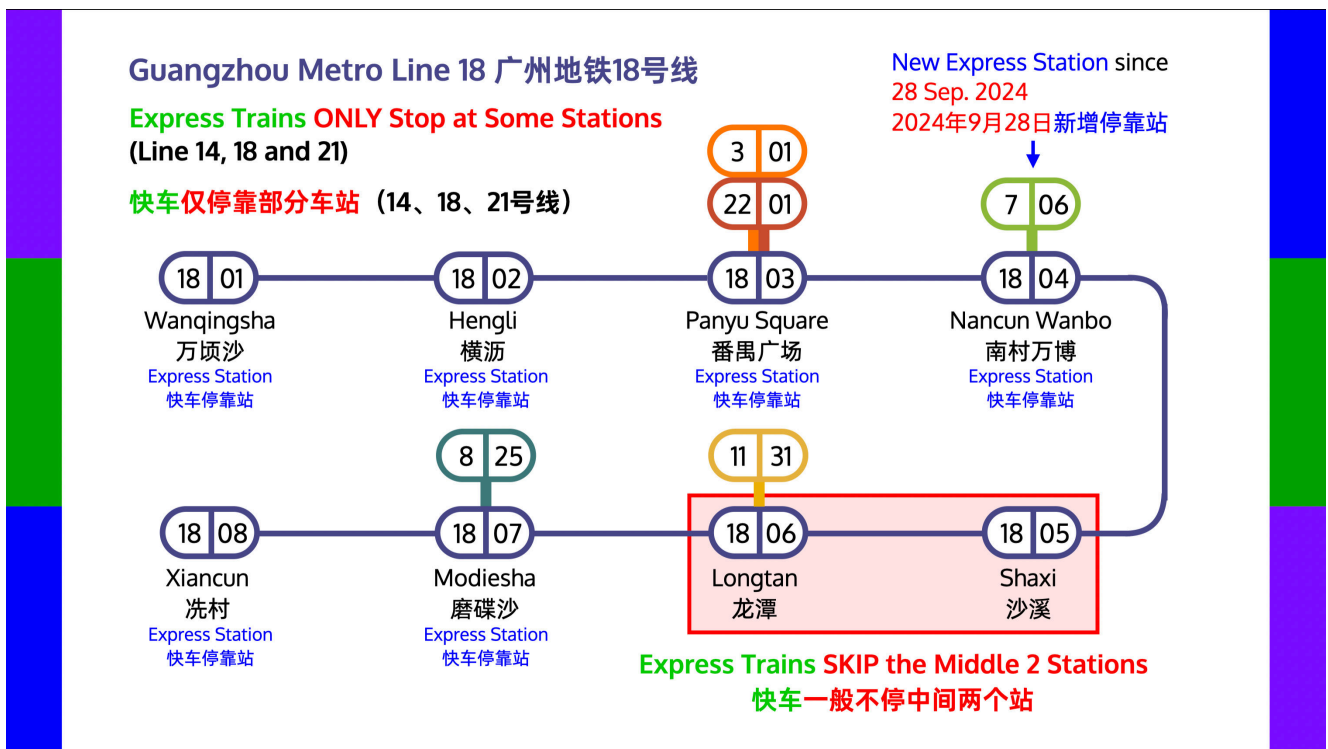 Guangzhou Metro Line 18 广州地铁18号线
Express Trains ONLY Stop at Some Stations
(Line 14, 18 and 21)
快车仅停靠部分车站（14、18、21号线）
New Express Station since
28 Sep. 2024
2024年9月28日新增停靠站
3 01
22 01
7 06
18 01
18 02
18 03
18 04
Wanqingsha
万顷沙
Express Station
快车停靠站
Hengli
横沥
Express Station
快车停靠站
Panyu Square
番禺广场
Express Station
快车停靠站
Nancun Wanbo
南村万博
Express Station
快车停靠站
8 25
11 31
18 08
18 07
18 06
18 05
Xiancun
冼村
Express Station
快车停靠站
Modiesha
磨碟沙
Express Station
快车停靠站
Longtan
龙潭
Shaxi
沙溪
Express Trains SKIP the Middle 2 Stations
快车一般不停中间两个站